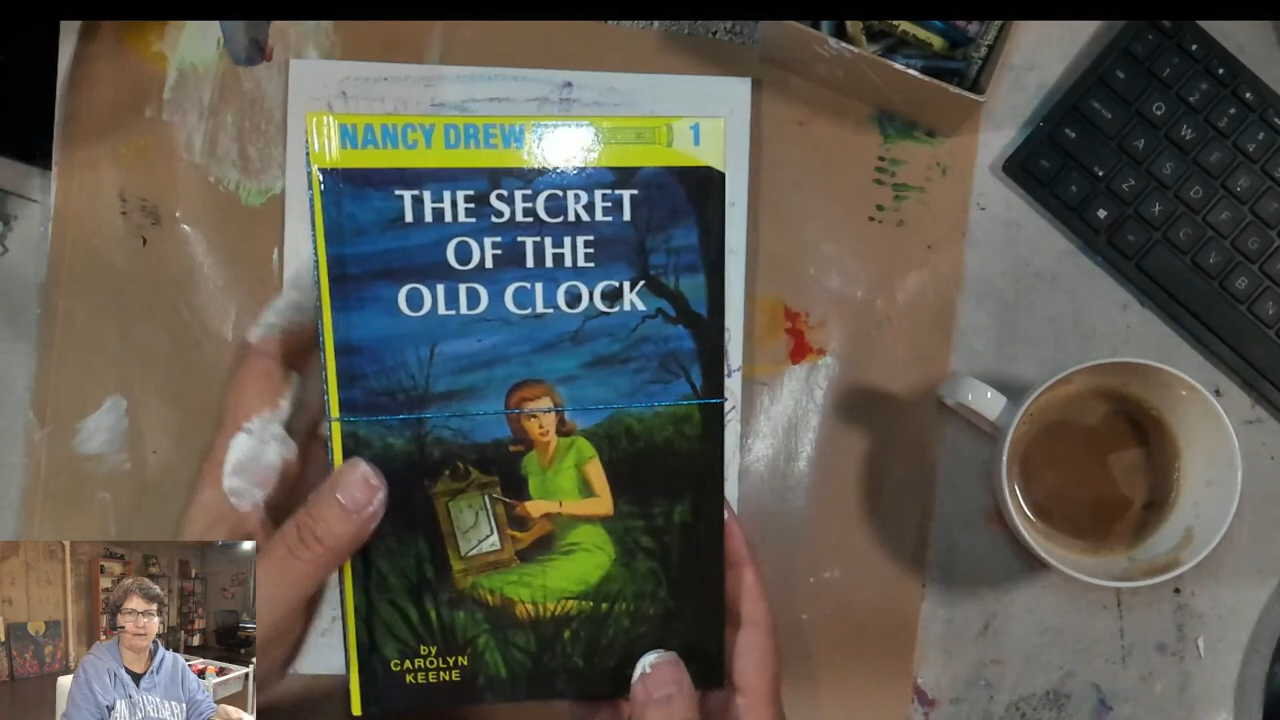 NANCY DREW
1
THE SECRET
OF THE
OLD CLOCK
by
CAROLYN
KEENE
Q
W
A
S
D
F
G
Z
X
C
V
B
N